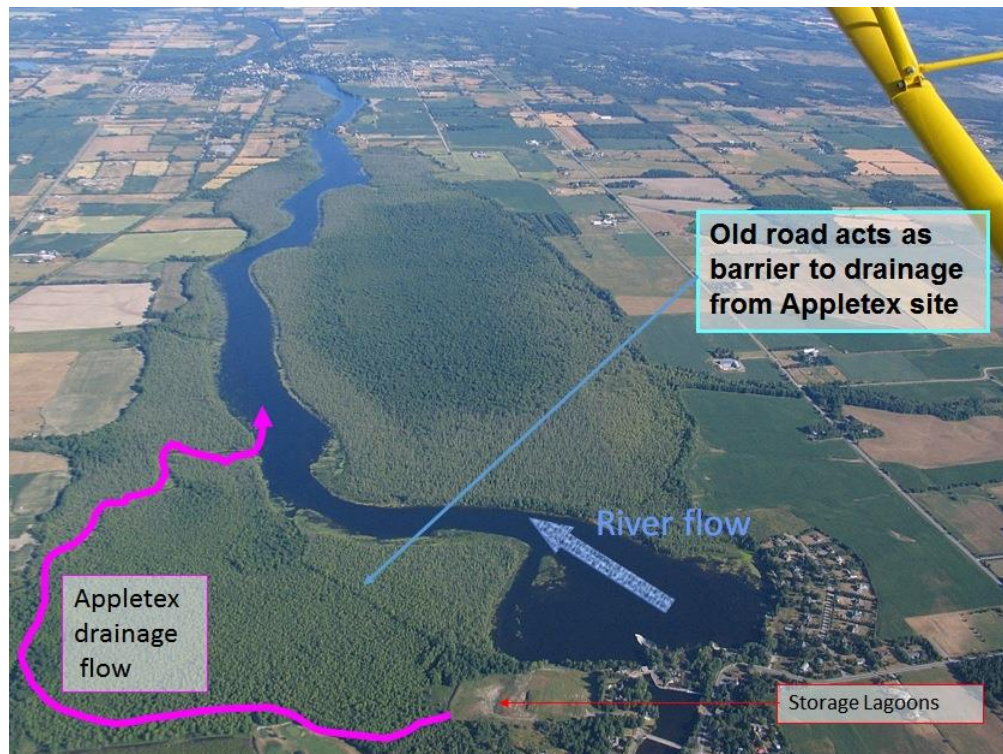 Old road acts as
barrier to drainage
from Appletex site
River flow
Appletex
drainage
flow
Storage Lagoons